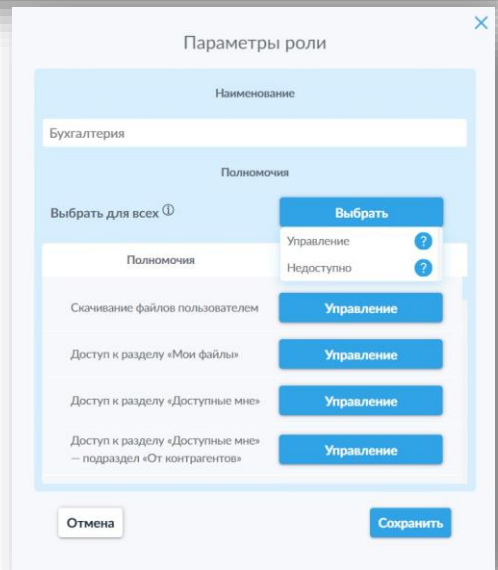 Параметры роли
Наименование
Бухгалтерия
Полномочия
Выбрать для всех
Выбрать
Управление ?
Недоступно ?
Полномочия
Скачивание файлов пользователем
Управление
Доступ к разделу «Мои файлы»
Управление
Доступ к разделу «Доступные мне»
Управление
Доступ к разделу «Доступные мне»
— подраздел «От контрагентов»
Управление
Отмена
Сохранить